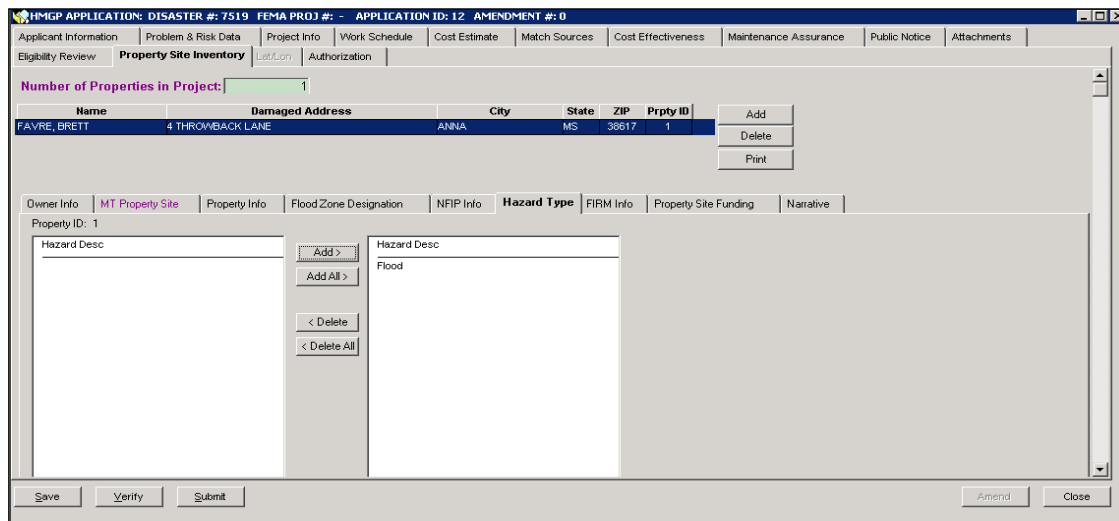 HMGP APPLICATION: DISASTER #: 7519 FEMA PROJ #: - APPLICATION ID: 12 AMENDMENT #: 0
Applicant Information Problem & Risk Data Project Info Work Schedule Cost Estimate Match Sources Cost Effectiveness Maintenance Assurance Public Notice Attachments
Eligibility Review Property Site Inventory Lat/Lon Authorization
Number of Properties in Project: 1
Name Damaged Address City State ZIP Prpty ID
FAVRE, BRETT 4 THROWBACK LANE ANNA MS 38617 1
Add
Delete
Print
Owner Info MT Property Site Property Info Flood Zone Designation NFIP Info Hazard Type FIRM Info Property Site Funding Narrative
Property ID: 1
Hazard Desc Hazard Desc
Flood
Add >
Add All >
< Delete
< Delete All
Save Verify Submit Amend Close